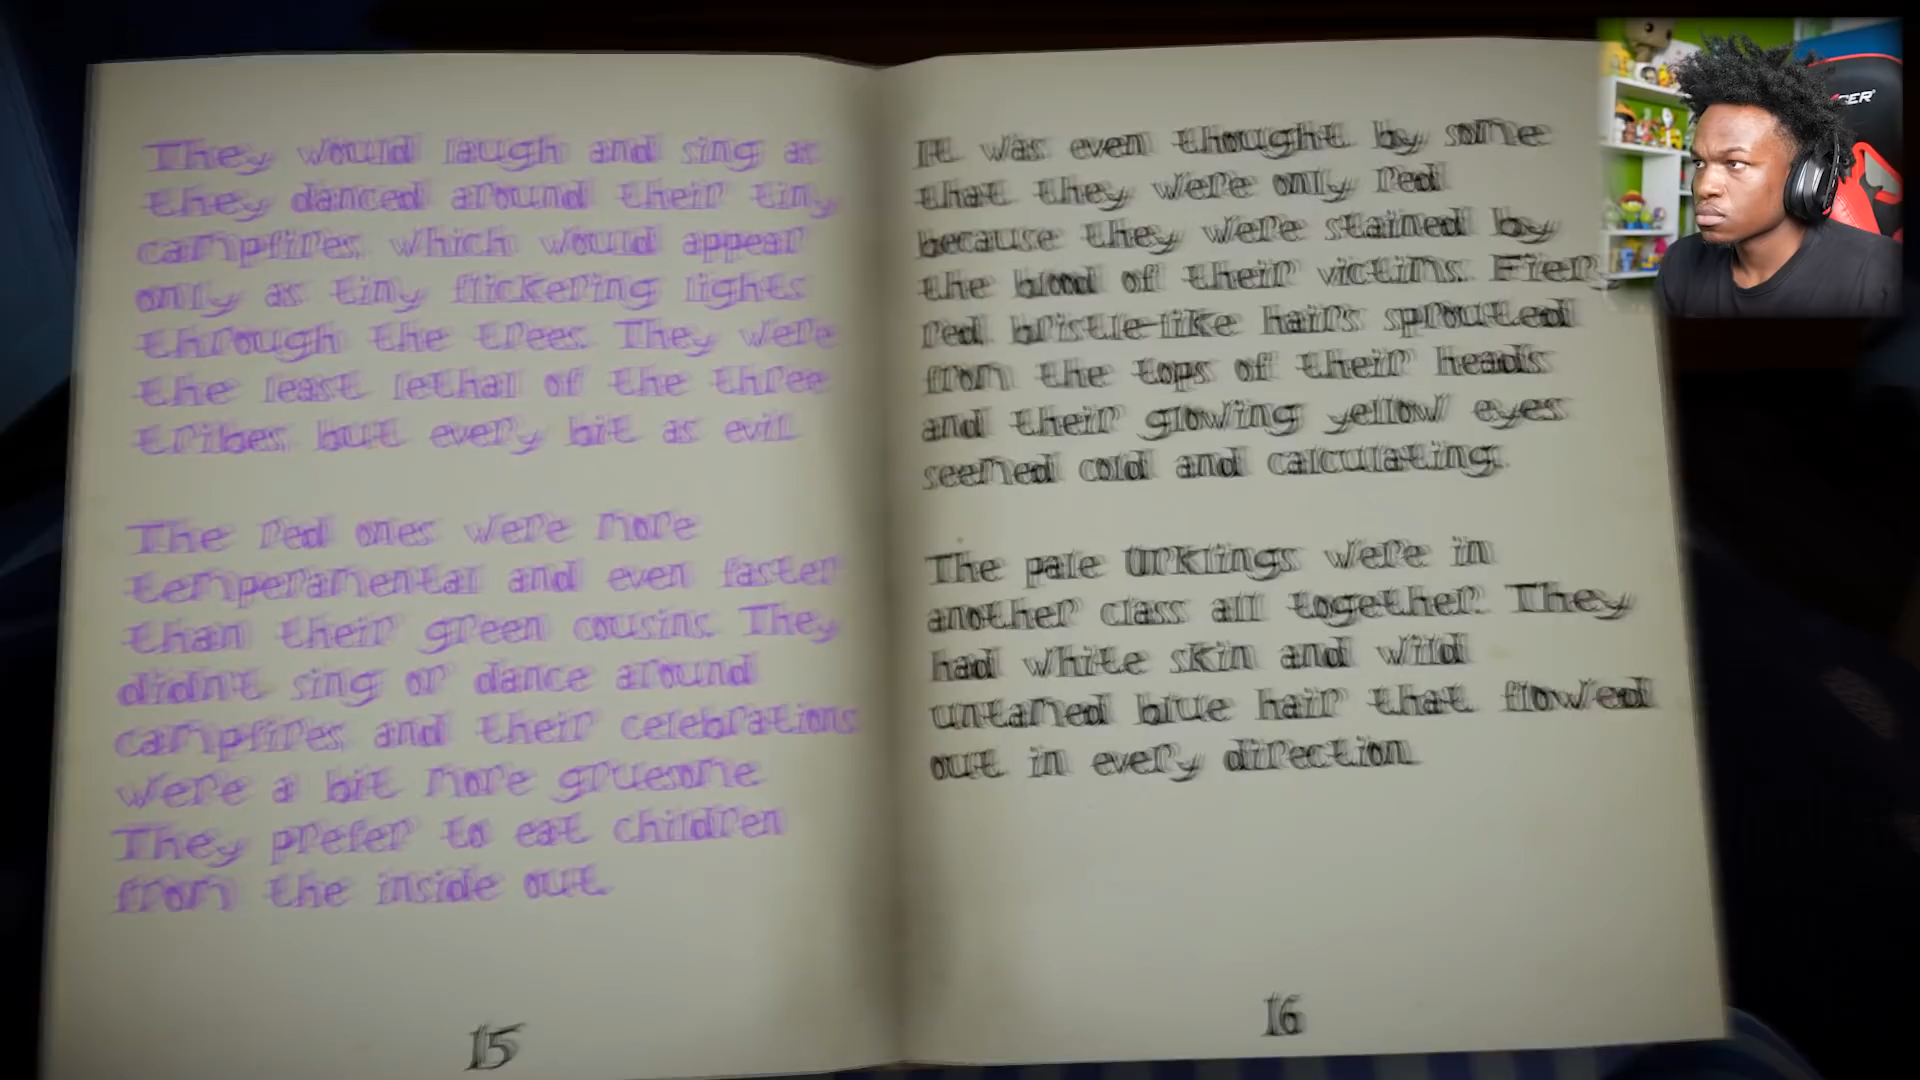 They would laugh and sing as
they danced around their tiny
campfires, which would appear
only as tiny flickering lights
through the trees. They were
the least lethal of the three
tribes, but every bit as evil.
The red ones were more
temperamental and even faster
than their green cousins. They
didn't sing or dance around
campfires and their celebrations
were a bit more gruesome.
They prefer to eat children
from the inside out.
15
It was even thought by some
that they were only red
because they were stained by
the blood of their victims. Fiery
red bristle-like hairs sprouted
from the tops of their heads
and their glowing yellow eyes
seemed cold and calculating.
The pale Urklings were in
another class all together. They
had white skin and wild
untamed blue hair that flowed
out in every direction
16